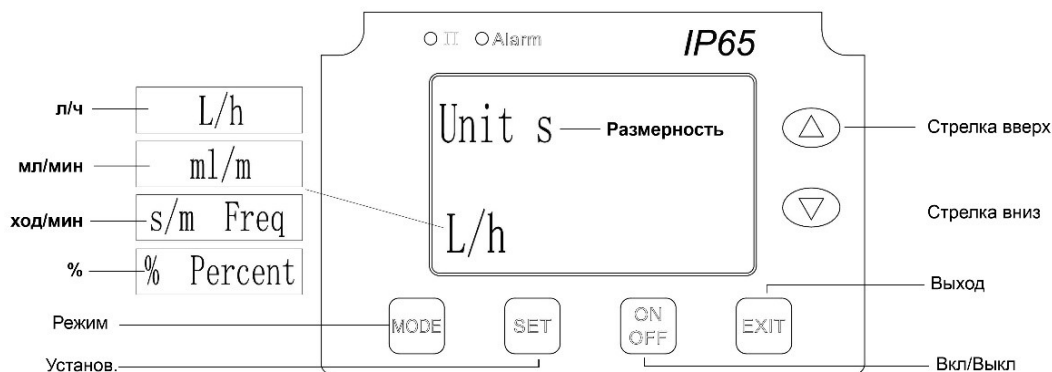 II Alarm IP65
л/ч L/h
мл/мин ml/m
ход/мин s/m Freq
% % Percent
Unit s Размерность
L/h
Стрелка вверх
Стрелка вниз
Выход
Режим MODE SET ON OFF EXIT
Установ.
Вкл/Выкл